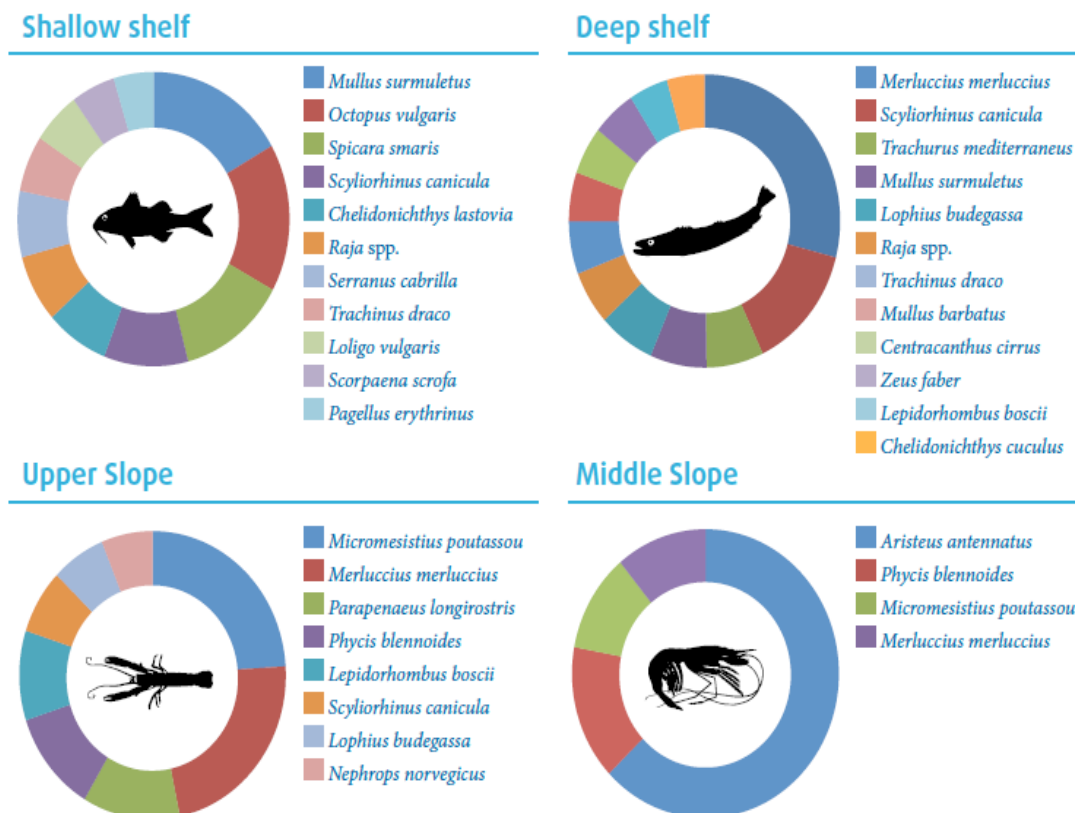 Shallow shelf
Mullus surmuletus
Octopus vulgaris
Spicara smaris
Scyliorhinus canicula
Chelidonichthys lastovia
Raja spp.
Serranus cabrilla
Trachinus draco
Loligo vulgaris
Scorpaena scrofa
Pagellus erythrinus
Deep shelf
Merluccius merluccius
Scyliorhinus canicula
Trachurus mediterraneus
Mullus surmuletus
Lophius budegassa
Raja spp.
Trachinus draco
Mullus barbatus
Centracanthus cirrus
Zeus faber
Lepidorhombus boscii
Chelidonichthys cuculus
Upper Slope
Micromesistius poutassou
Merluccius merluccius
Parapenaeus longirostris
Phycis blennoides
Lepidorhombus boscii
Scyliorhinus canicula
Lophius budegassa
Nephrops norvegicus
Middle Slope
Aristeus antennatus
Phycis blennoides
Micromesistius poutassou
Merluccius merluccius